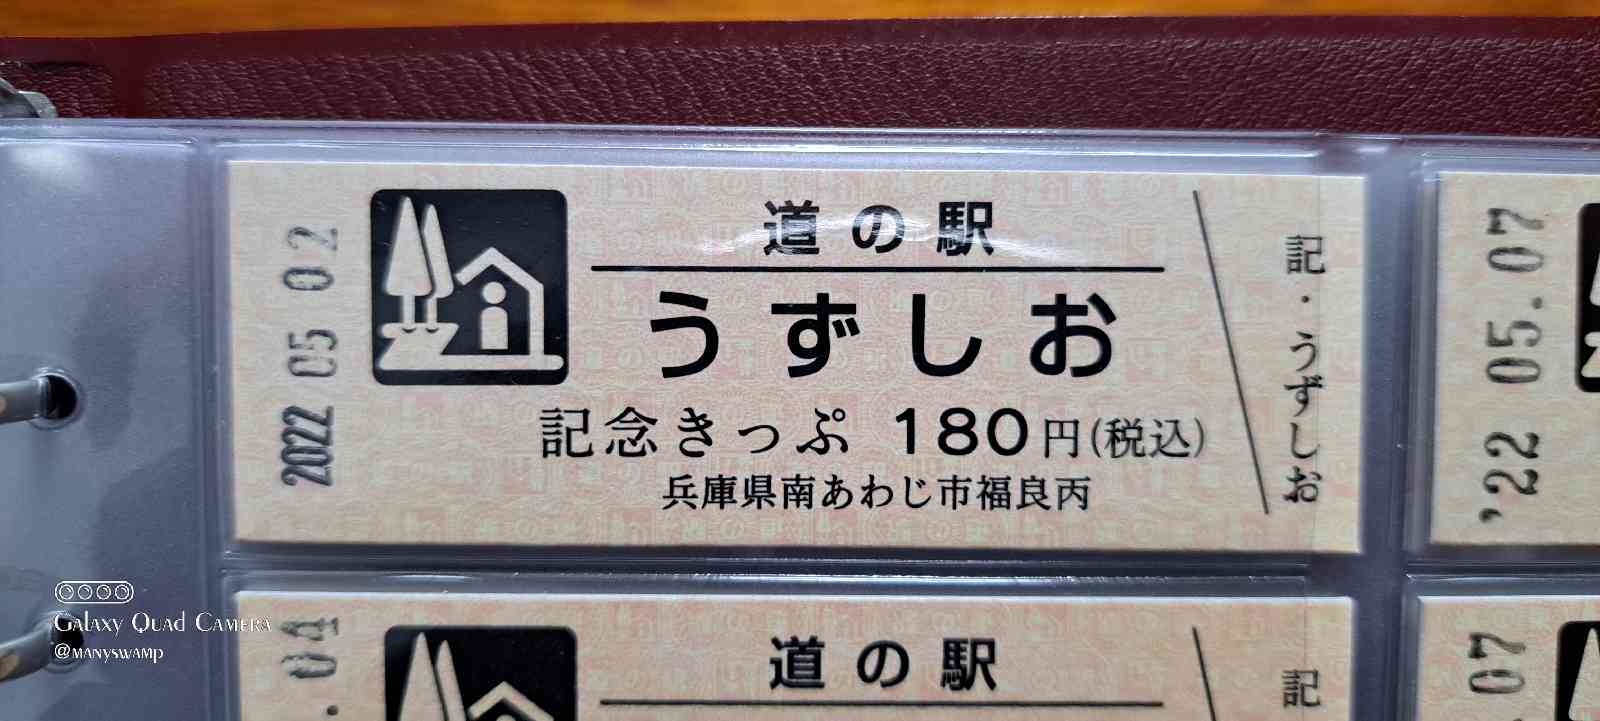 2022 05 02
道の駅
うずしお
記念きっぷ 180円(税込)
兵庫県南あわじ市福良丙
記・うずしお
'22 05.07
.04
道の駅
記
.07
GALAXY QUAD CAMERA
@MANYSWAMP